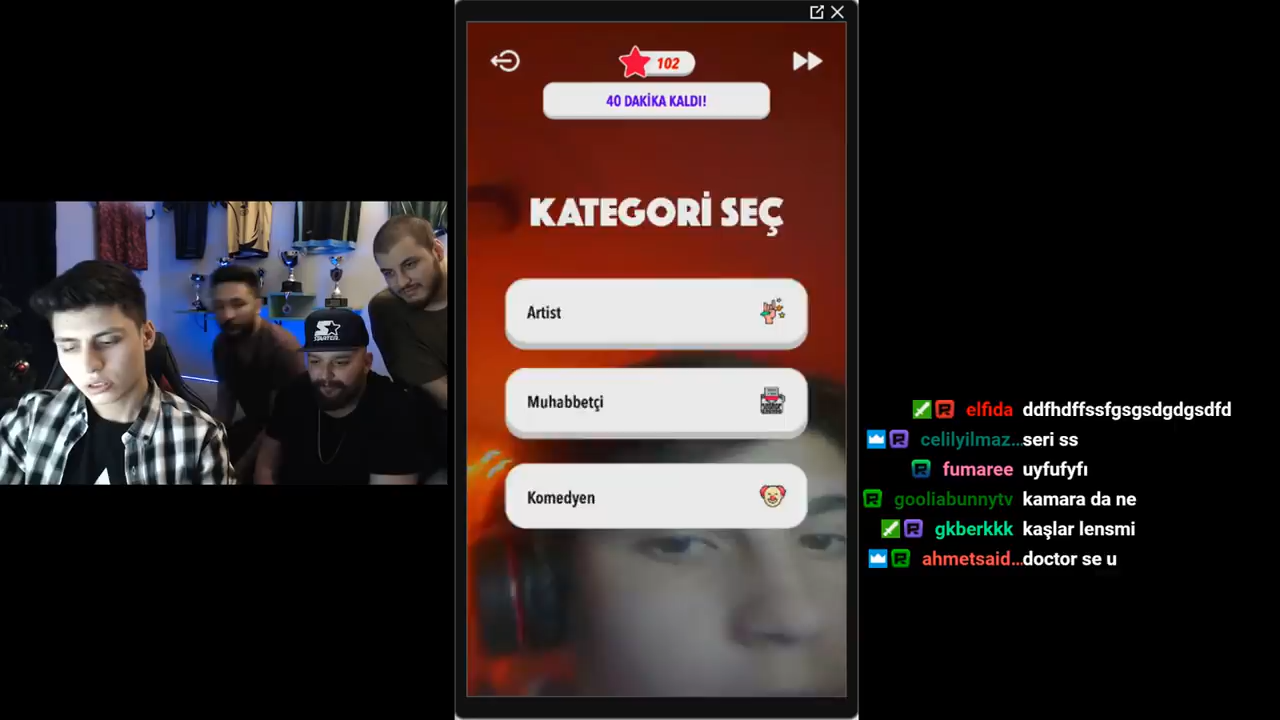 102
40 DAKİKA KALDI!
KATEGORİ SEÇ
Artist
Muhabbetçi
Komedyen
STARTER
elfida ddfhdffssfgsgsdgdgsdfd
celilyilmaz... seri ss
fumaree uyfufyfı
gooliabunnytv kamara da ne
gkberkkk kaşlar lensmi
ahmetsaid... doctor se u